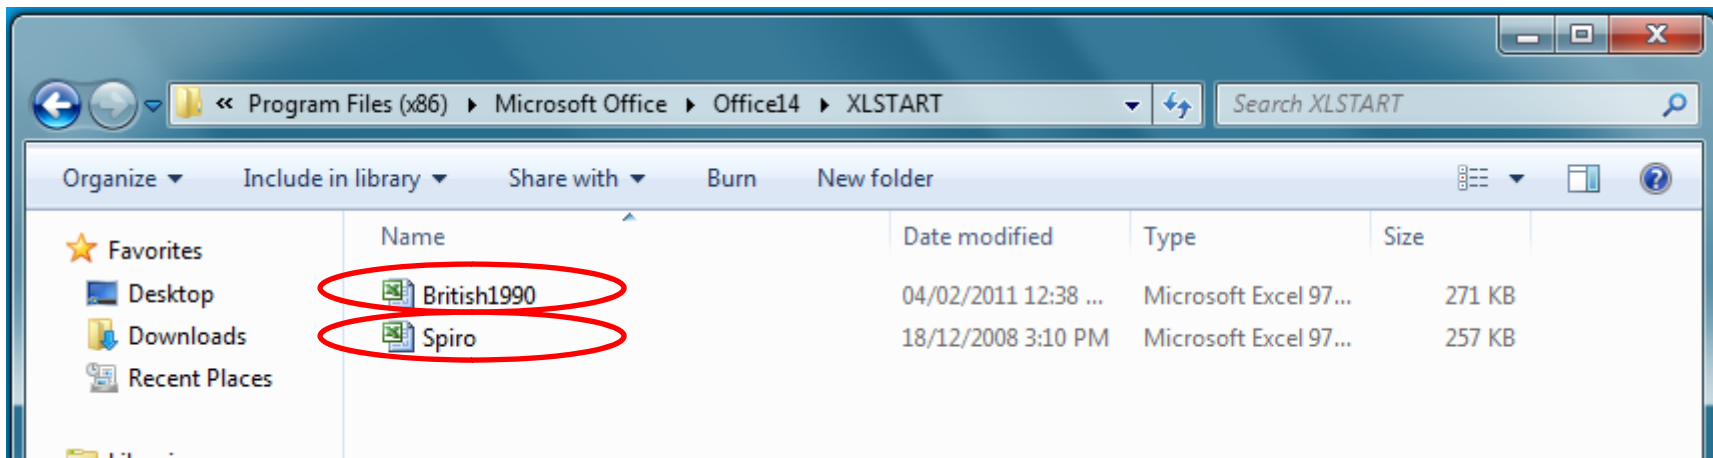 « Program Files (x86) ▸ Microsoft Office ▸ Office14 ▸ XLSTART Search XLSTART
Organize Include in library Share with Burn New folder
Favorites
Desktop
Downloads
Recent Places
Name Date modified Type Size
British1990 04/02/2011 12:38 ... Microsoft Excel 97... 271 KB
Spiro 18/12/2008 3:10 PM Microsoft Excel 97... 257 KB